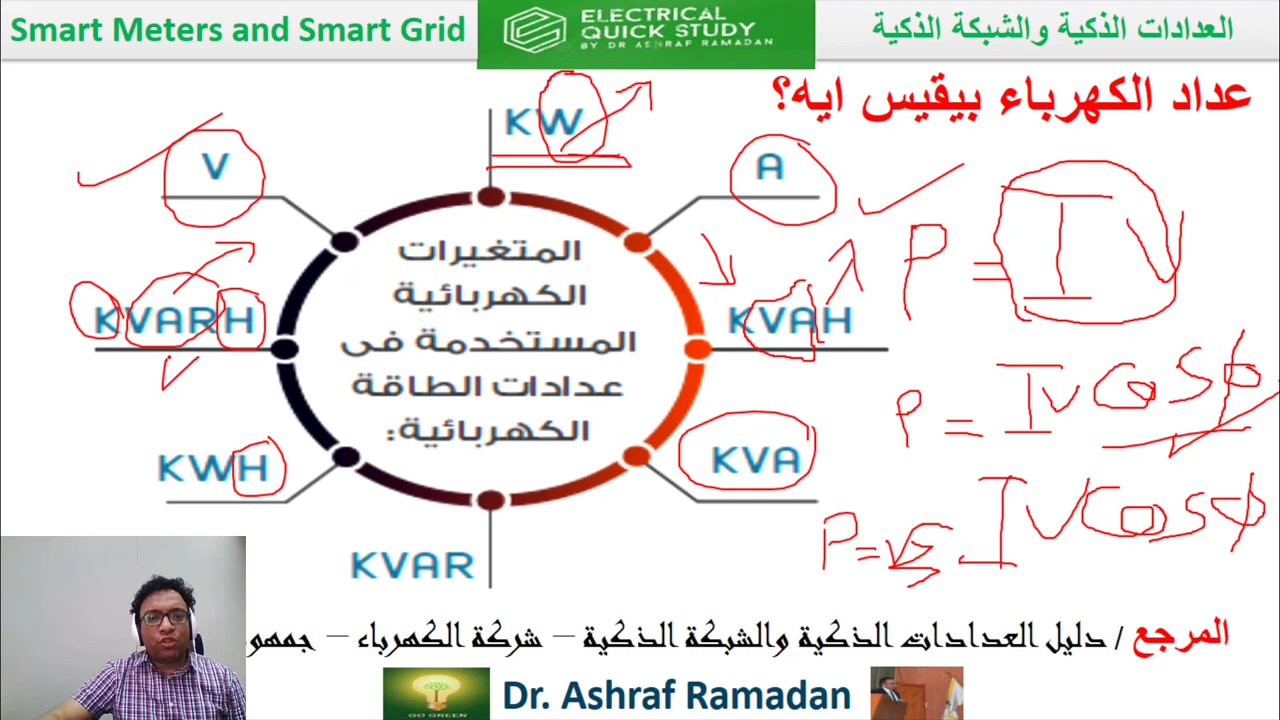 Smart Meters and Smart Grid
ELECTRICAL
QUICK STUDY
BY DR ASHRAF RAMADAN
العدادات الذكية والشبكة الذكية
عداد الكهرباء بيقيس ايه؟
KW
V
A
P = IV
KVARH
KVAH
المتغيرات
الكهربائية
المستخدمة فى
عدادات الطاقة
الكهربائية:
P = IV Cos ϕ
KWH
KVA
P = √3 IV Cos ϕ
KVAR
المرجع / دليل العدادات الذكية والشبكة الذكية – شركة الكهرباء –
GO GREEN
Dr. Ashraf Ramadan